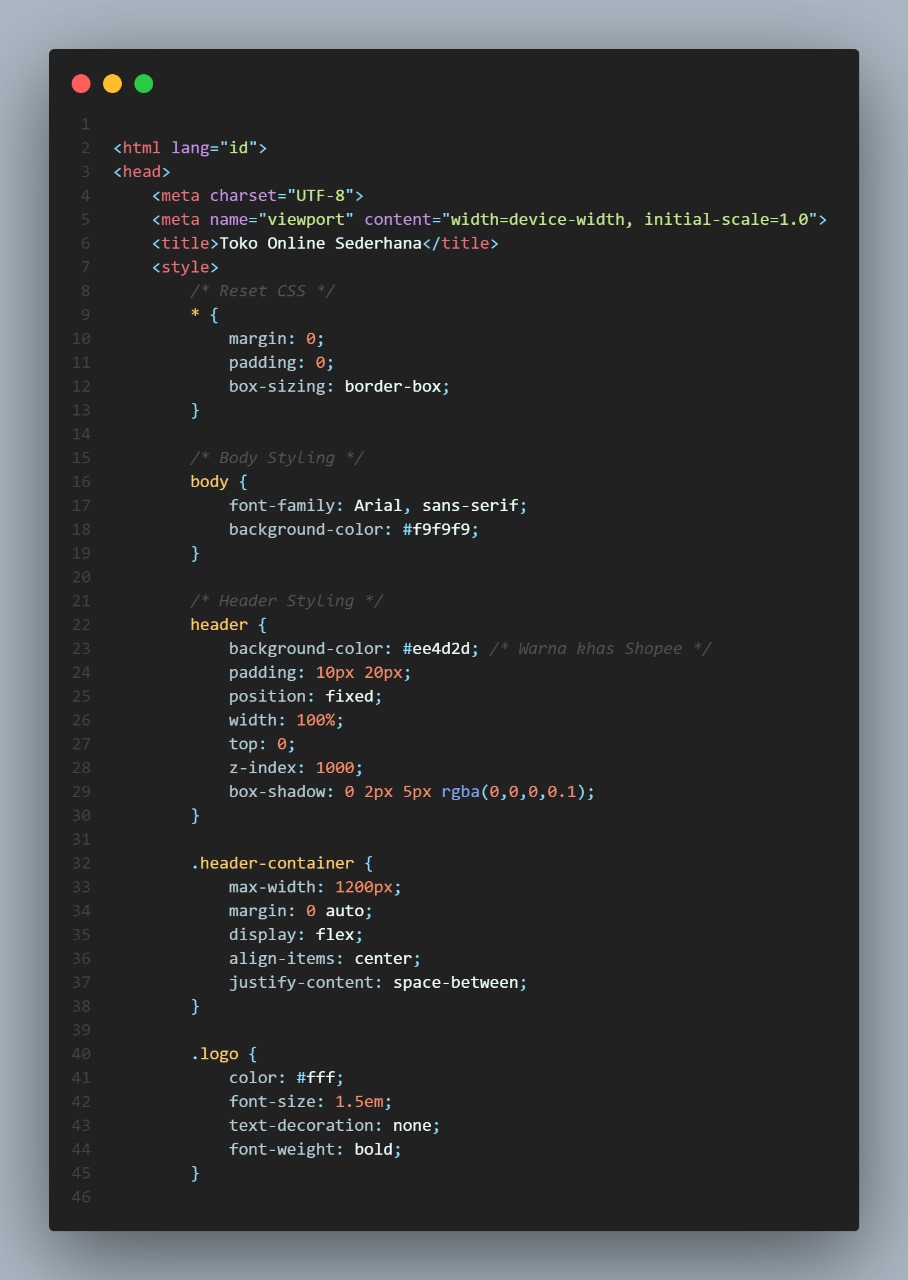 1
2 <html lang="id">
3 <head>
4     <meta charset="UTF-8">
5     <meta name="viewport" content="width=device-width, initial-scale=1.0">
6     <title>Toko Online Sederhana</title>
7     <style>
8         /* Reset CSS */
9         * {
10             margin: 0;
11             padding: 0;
12             box-sizing: border-box;
13         }
14
15         /* Body Styling */
16         body {
17             font-family: Arial, sans-serif;
18             background-color: #f9f9f9;
19         }
20
21         /* Header Styling */
22         header {
23             background-color: #ee4d2d; /* Warna khas Shopee */
24             padding: 10px 20px;
25             position: fixed;
26             width: 100%;
27             top: 0;
28             z-index: 1000;
29             box-shadow: 0 2px 5px rgba(0,0,0,0.1);
30         }
31
32         .header-container {
33             max-width: 1200px;
34             margin: 0 auto;
35             display: flex;
36             align-items: center;
37             justify-content: space-between;
38         }
39
40         .logo {
41             color: #fff;
42             font-size: 1.5em;
43             text-decoration: none;
44             font-weight: bold;
45         }
46